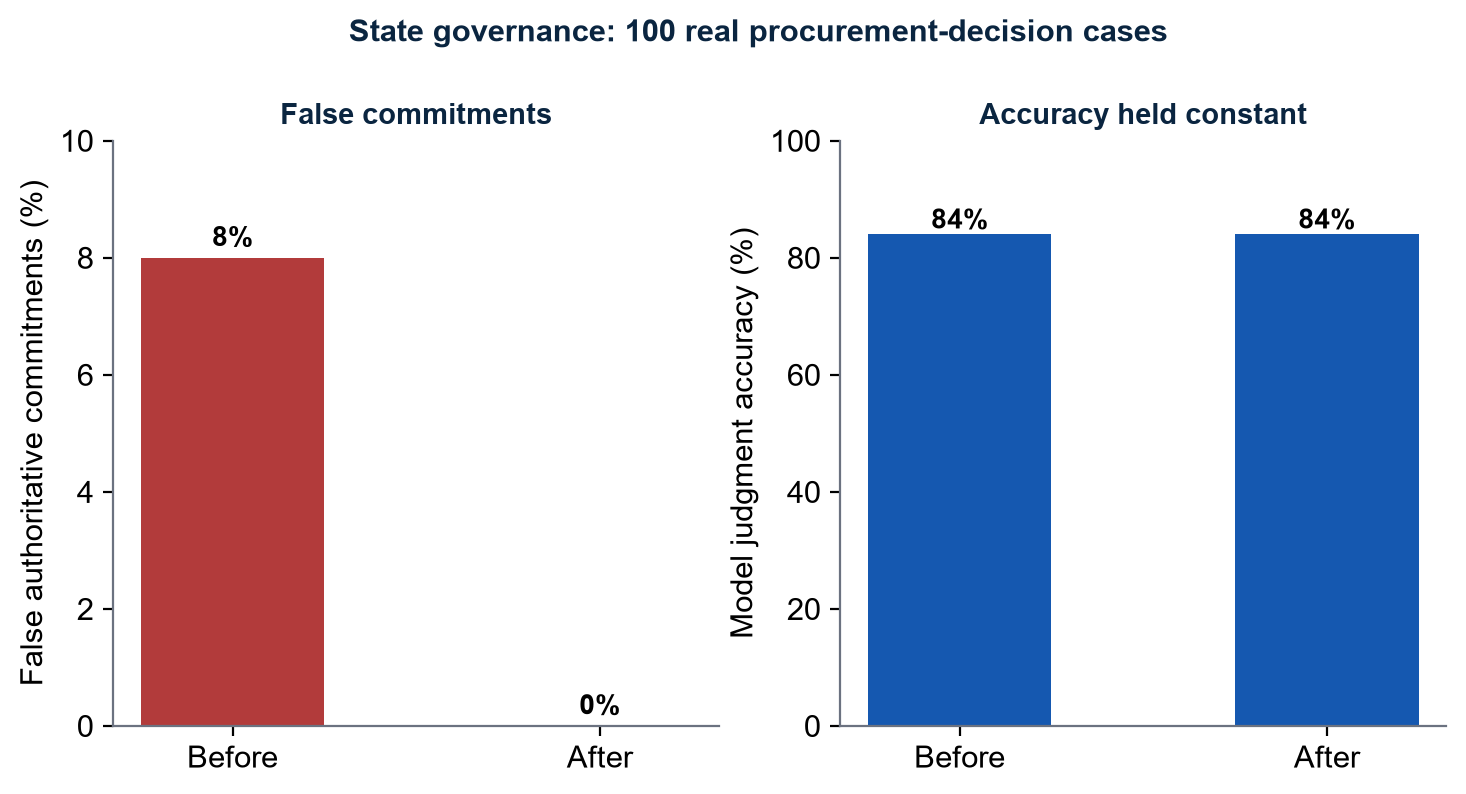 State governance: 100 real procurement-decision cases
False commitments
False authoritative commitments (%)
10
8
6
4
2
0
8%
0%
Before
After
Accuracy held constant
Model judgment accuracy (%)
100
80
60
40
20
0
84%
84%
Before
After